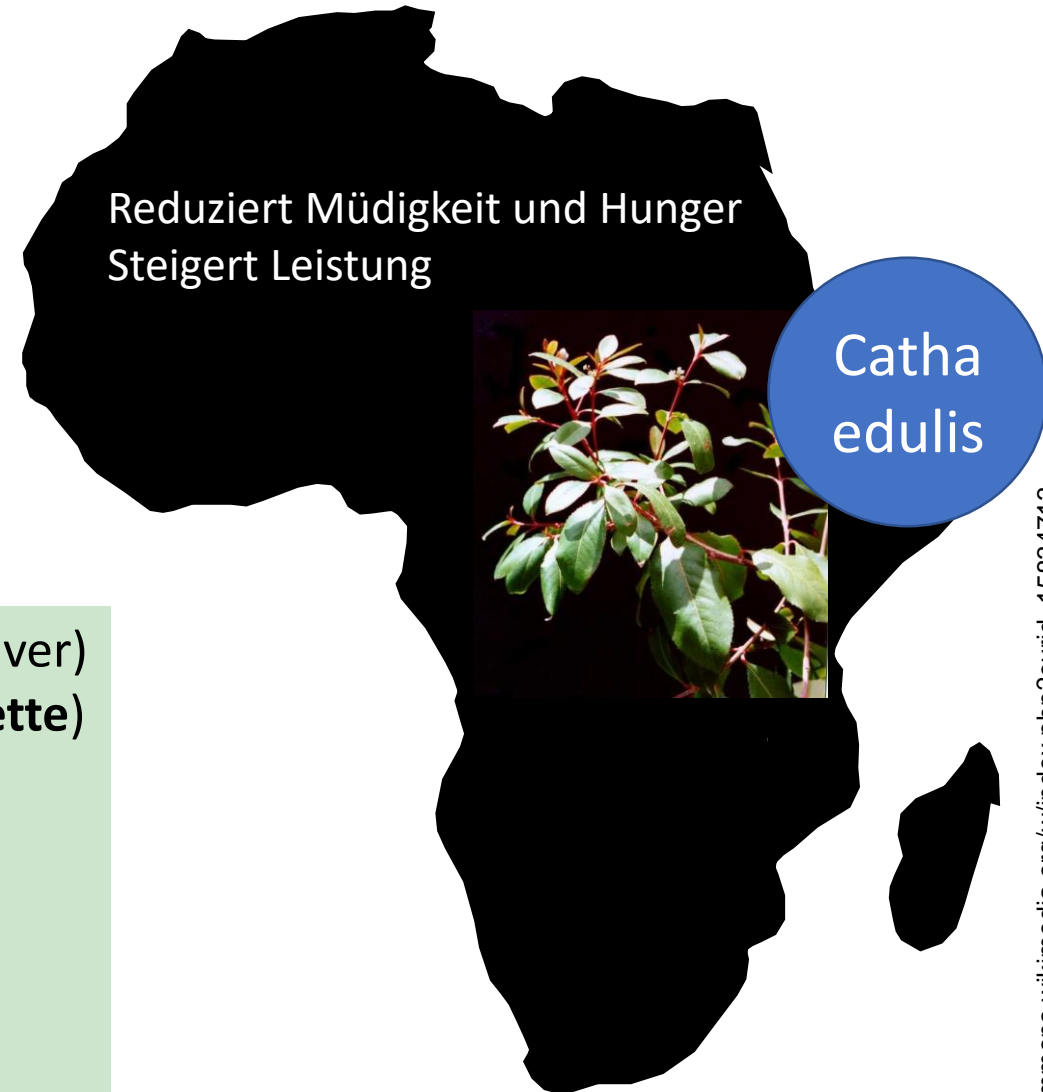 Reduziert Müdigkeit und Hunger
Steigert Leistung
Catha
edulis
ver)
ette)